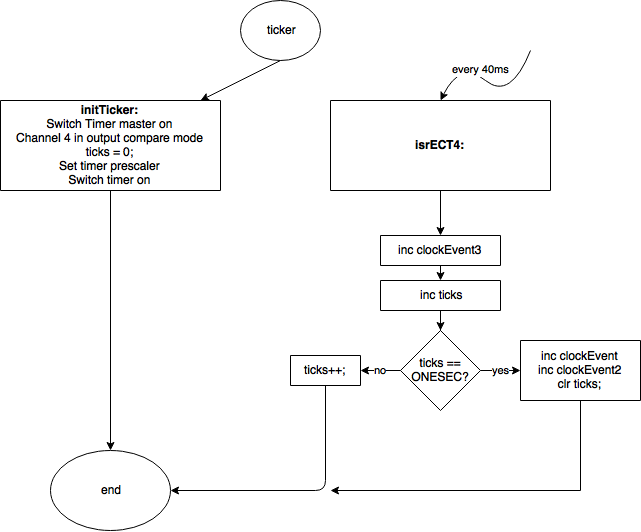 ticker
every 40ms
initTicker:
Switch Timer master on
Channel 4 in output compare mode
ticks = 0;
Set timer prescaler
Switch timer on
isrECT4:
inc clockEvent3
inc ticks
ticks ==
ONESEC?
no
yes
ticks++;
inc clockEvent
inc clockEvent2
clr ticks;
end